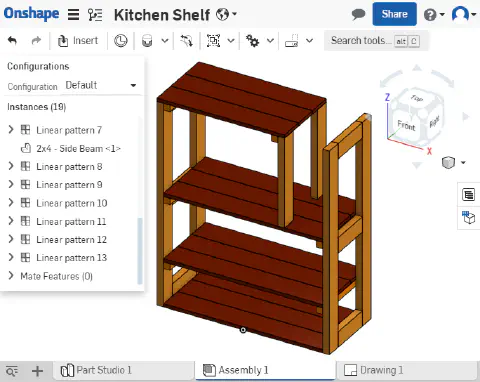 Onshape Kitchen Shelf Share
Insert Search tools... alt C
Configurations
Configuration Default
Instances (19)
Linear pattern 7
2x4 - Side Beam <1>
Linear pattern 8
Linear pattern 9
Linear pattern 10
Linear pattern 11
Linear pattern 12
Linear pattern 13
Mate Features (0)
Top
Z
Front Right
X
Part Studio 1 Assembly 1 Drawing 1